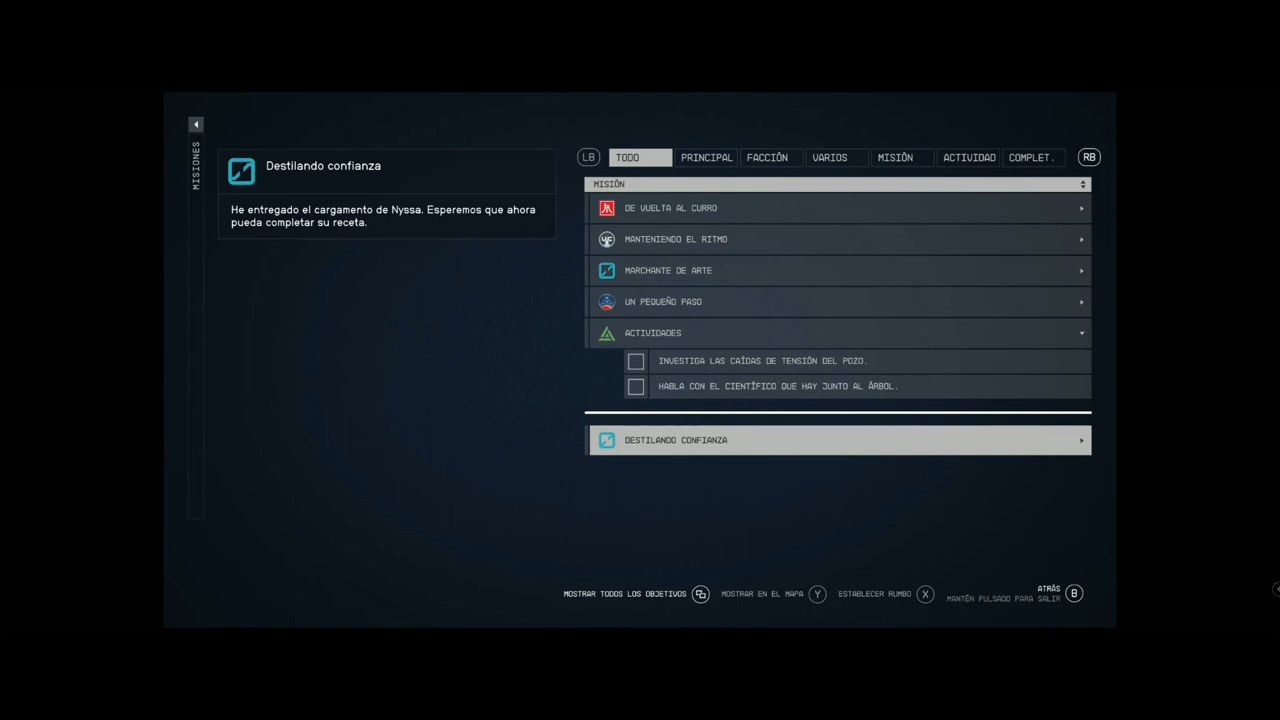 MISIONES
Destilando confianza
He entregado el cargamento de Nyssa. Esperemos que ahora
pueda completar su receta.
LB TODO PRINCIPAL FACCIÓN VARIOS MISIÓN ACTIVIDAD COMPLET. RB
MISIÓN
DE VUELTA AL CURRO
UC MANTENIENDO EL RITMO
MARCHANTE DE ARTE
UN PEQUEÑO PASO
ACTIVIDADES
INVESTIGA LAS CAÍDAS DE TENSIÓN DEL POZO.
HABLA CON EL CIENTÍFICO QUE HAY JUNTO AL ÁRBOL.
DESTILANDO CONFIANZA
MOSTRAR TODOS LOS OBJETIVOS MOSTRAR EN EL MAPA Y ESTABLECER RUMBO X ATRÁS B
MANTÉN PULSADO PARA SALIR